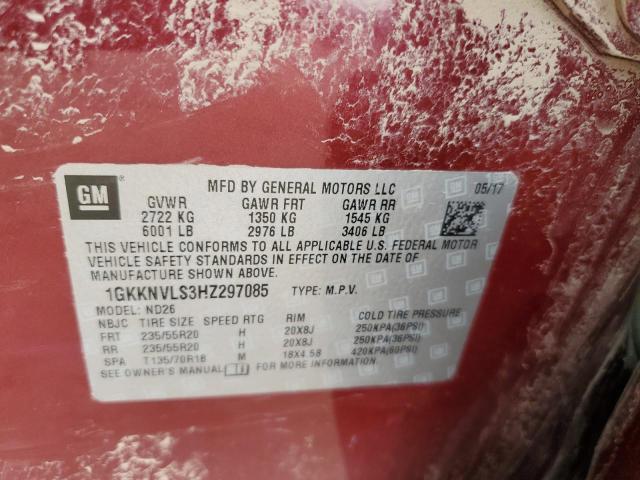 GM ® MFD BY GENERAL MOTORS LLC 05/17
GVWR GAWR FRT GAWR RR
2722 KG 1350 KG 1545 KG
6001 LB 2976 LB 3406 LB
THIS VEHICLE CONFORMS TO ALL APPLICABLE U.S. FEDERAL MOTOR
VEHICLE SAFETY STANDARDS IN EFFECT ON THE DATE OF
MANUFACTURE SHOWN ABOVE.
1GKKNVLS3HZ297085 TYPE: M.P.V.
MODEL: ND26
NBJC TIRE SIZE SPEED RTG RIM COLD TIRE PRESSURE
FRT 235/55R20 H 20X8J 250KPA(36PSI)
RR 235/55R20 H 20X8J 250KPA(36PSI)
SPA T135/70R18 M 18X4.5B 420KPA(60PSI)
SEE OWNER'S MANUAL FOR MORE INFORMATION.